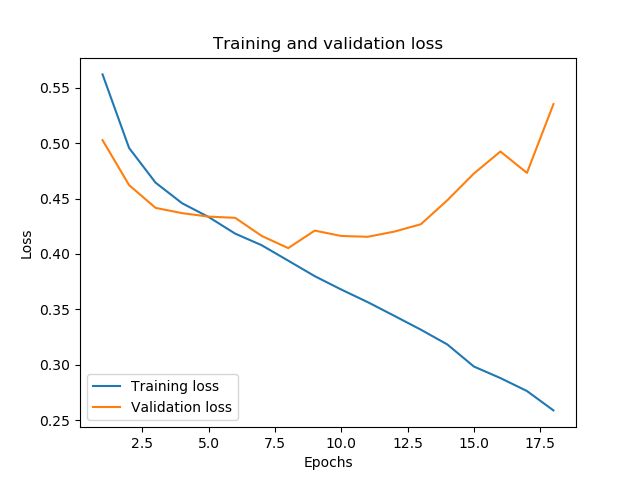 Training and validation loss
0.55
0.50
0.45
0.40
0.35
0.30
0.25
Loss
Training loss
Validation loss
2.5 5.0 7.5 10.0 12.5 15.0 17.5
Epochs